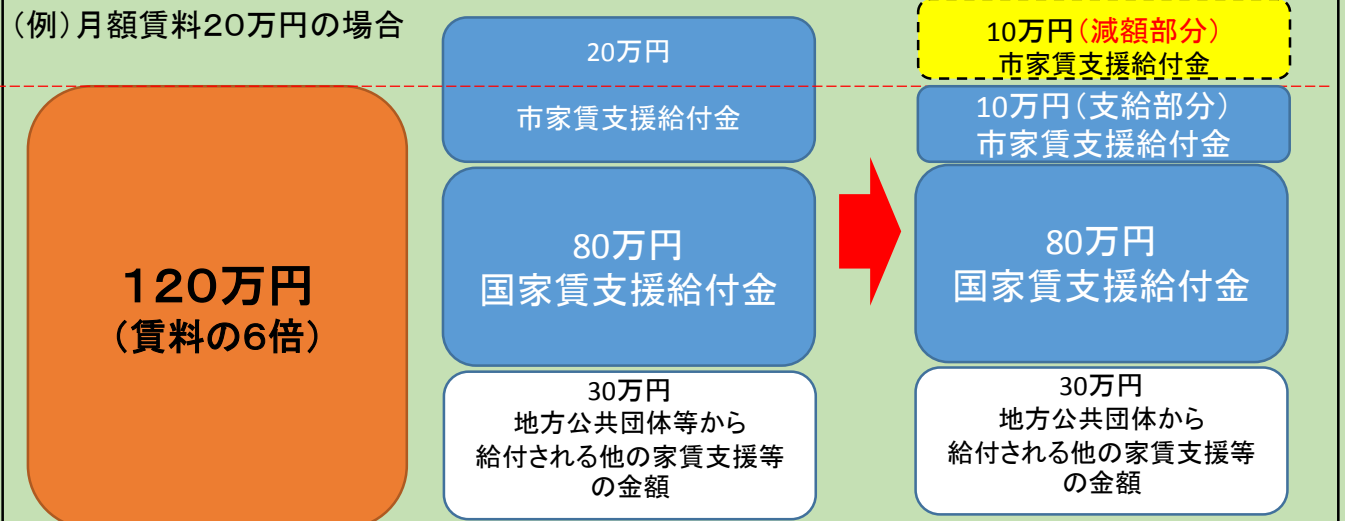 (例)月額賃料20万円の場合
120万円
(賃料の6倍)
20万円
市家賃支援給付金
80万円
国家賃支援給付金
30万円
地方公共団体等から
給付される他の家賃支援等
の金額
10万円(減額部分)
市家賃支援給付金
10万円(支給部分)
市家賃支援給付金
80万円
国家賃支援給付金
30万円
地方公共団体から
給付される他の家賃支援等
の金額